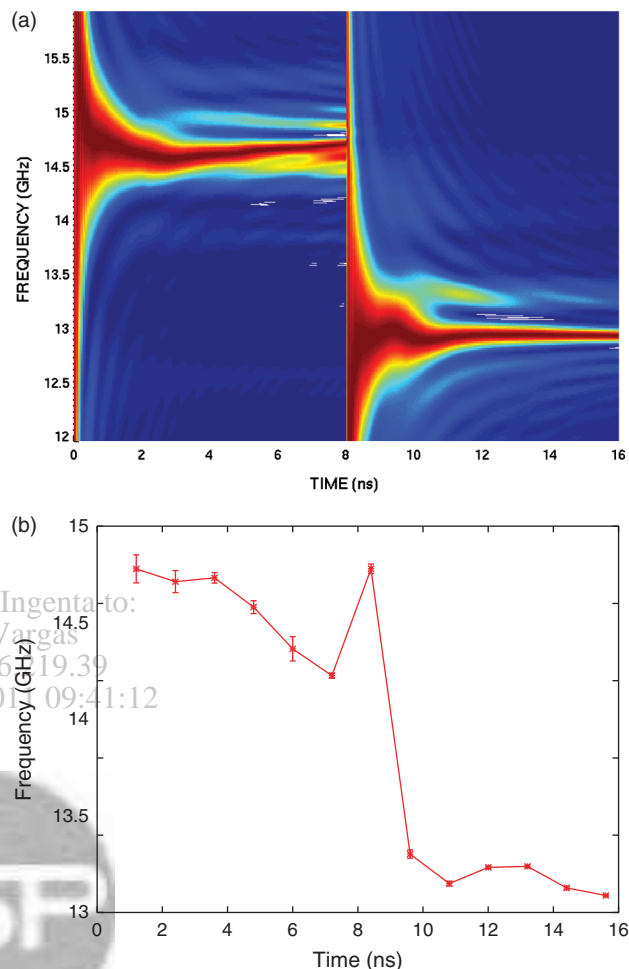 (a)
15.5
15
14.5
14
13.5
13
12.5
12
FREQUENCY (GHz)
0 2 4 6 8 10 12 14 16
TIME (ns)
(b)
15
14.5
14
13.5
13
Frequency (GHz)
Ingenta to:
Vargas
219.39
09:41:12
0 2 4 6 8 10 12 14 16
Time (ns)